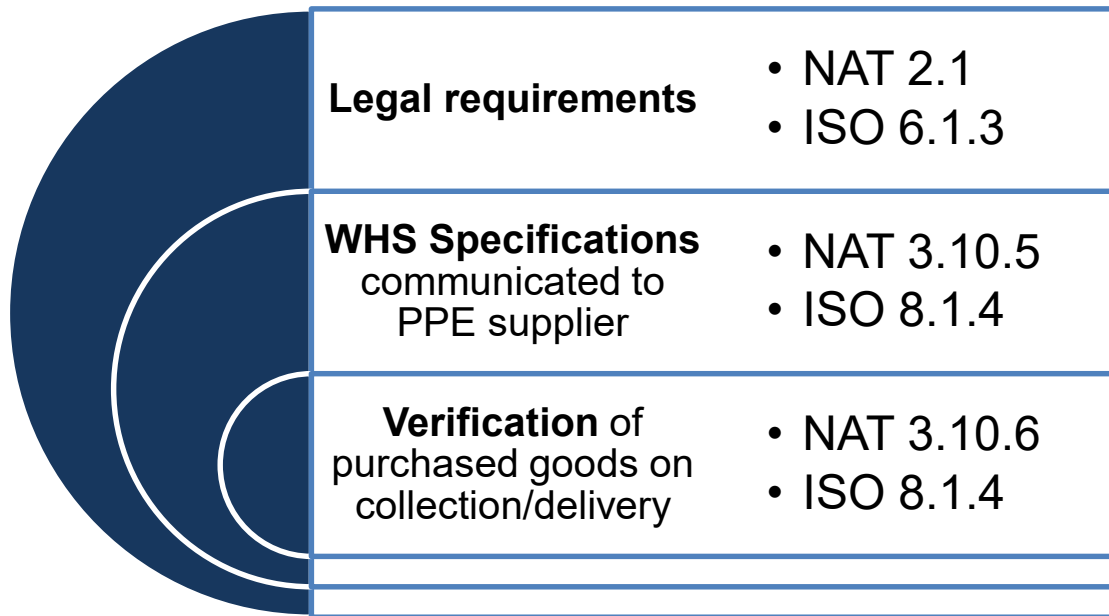 Legal requirements
• NAT 2.1
• ISO 6.1.3
WHS Specifications
communicated to
PPE supplier
• NAT 3.10.5
• ISO 8.1.4
Verification of
purchased goods on
collection/delivery
• NAT 3.10.6
• ISO 8.1.4